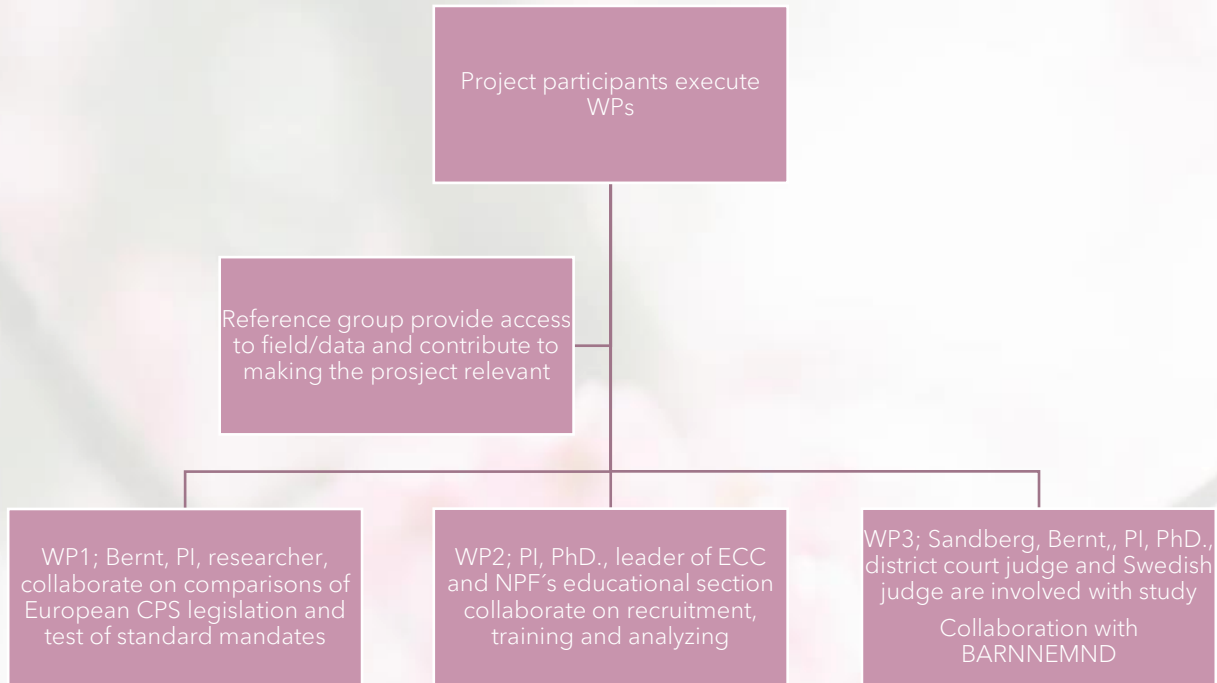 Project participants execute
WPs
Reference group provide access
to field/data and contribute to
making the prosject relevant
WP1; Bernt, PI, researcher,
collaborate on comparisons of
European CPS legislation and
test of standard mandates
WP2; PI, PhD., leader of ECC
and NPF´s educational section
collaborate on recruitment,
training and analyzing
WP3; Sandberg, Bernt,, PI, PhD.,
district court judge and Swedish
judge are involved with study
Collaboration with
BARNNEMND